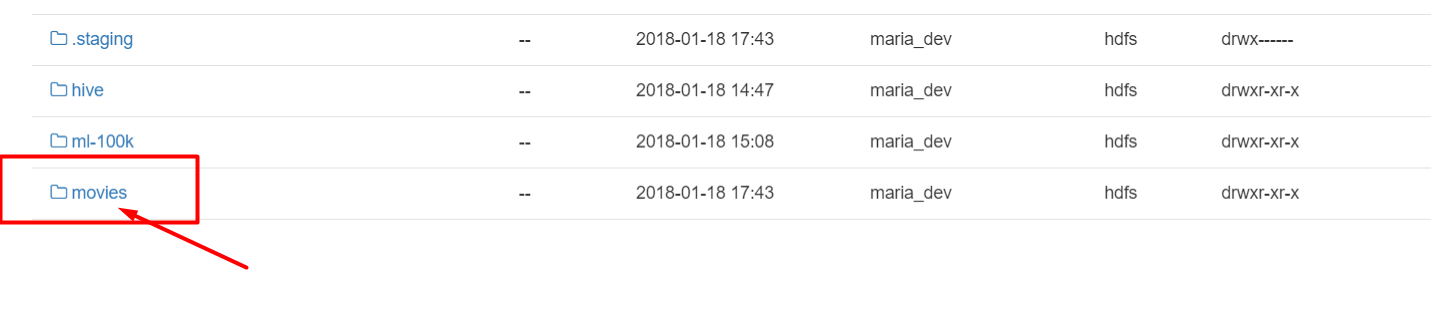 .staging -- 2018-01-18 17:43 maria_dev hdfs drwx------
hive -- 2018-01-18 14:47 maria_dev hdfs drwxr-xr-x
ml-100k -- 2018-01-18 15:08 maria_dev hdfs drwxr-xr-x
movies -- 2018-01-18 17:43 maria_dev hdfs drwxr-xr-x